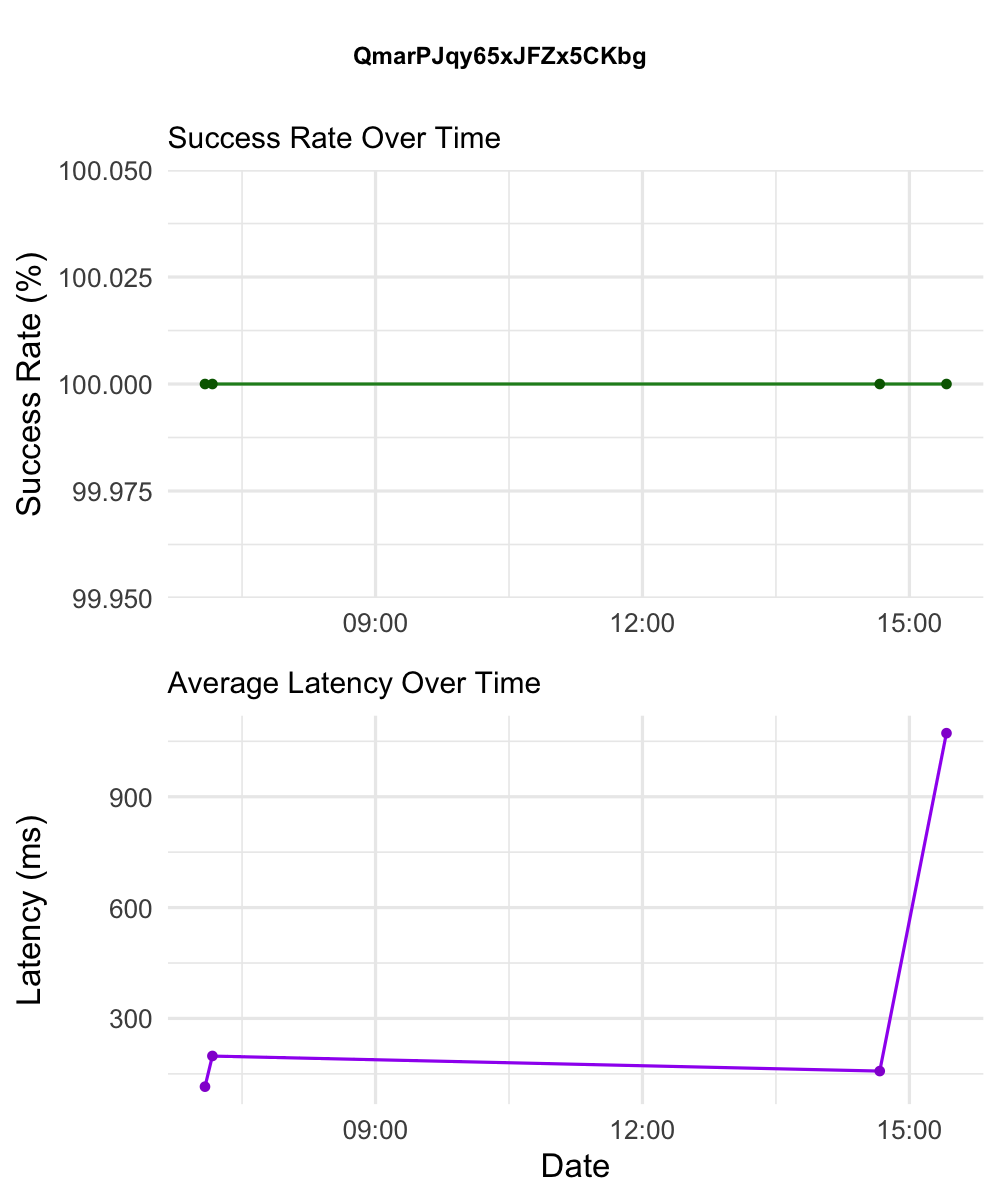 QmarPJqy65xJFZx5CKbg
Success Rate Over Time
100.050
100.025
100.000
99.975
99.950
Success Rate (%)
09:00 12:00 15:00
Average Latency Over Time
900
600
300
Latency (ms)
09:00 12:00 15:00
Date